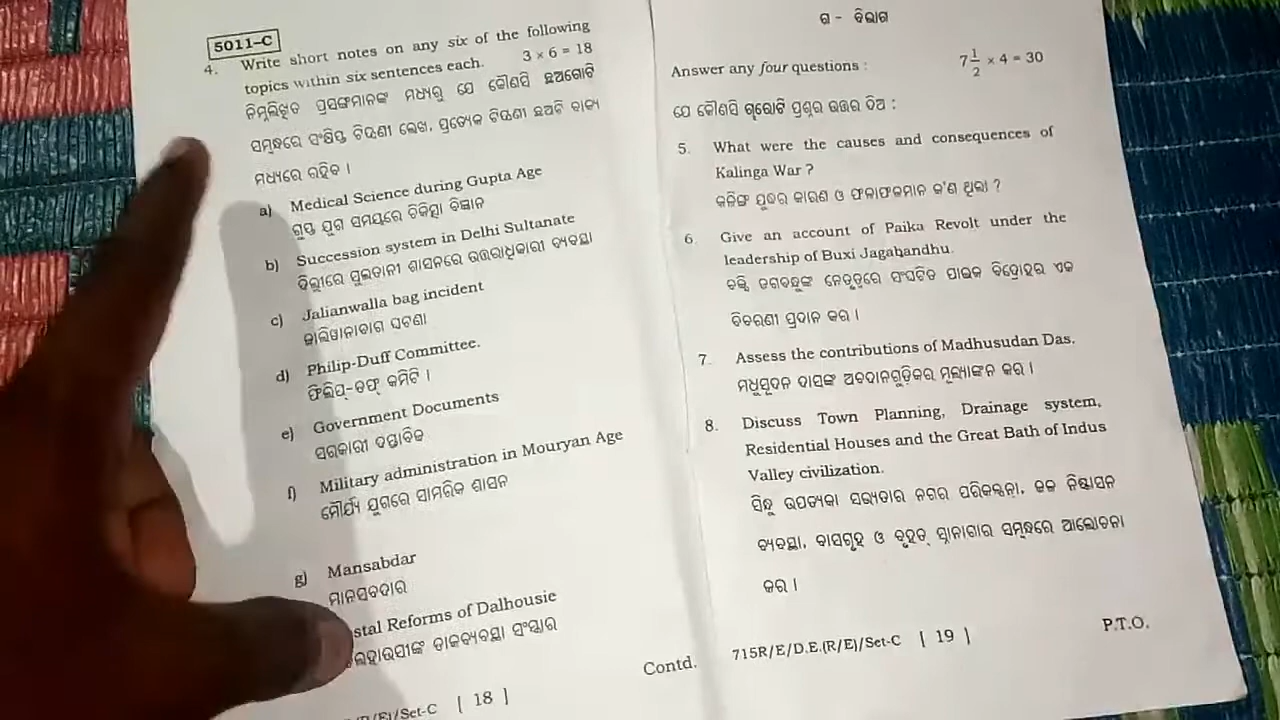 5011-C
4. Write short notes on any six of the following
topics within six sentences each. 3 × 6 = 18
ନିମ୍ନଲିଖିତ ପ୍ରସଙ୍ଗମାନଙ୍କ ମଧ୍ୟରୁ ଯେ କୌଣସି ଛଅଗୋଟି
ସମ୍ବନ୍ଧରେ ସଂକ୍ଷିପ୍ତ ଟିପ୍ପଣୀ ଲେଖ, ପ୍ରତ୍ୟେକ ଟିପ୍ପଣୀ ଛଅଟି ବାକ୍ୟ
ମଧ୍ୟରେ ରହିବ ।
a) Medical Science during Gupta Age
ଗୁପ୍ତ ଯୁଗ ସମୟରେ ଚିକିତ୍ସା ବିଜ୍ଞାନ
b) Succession system in Delhi Sultanate
ଦିଲ୍ଲୀରେ ସୁଲତାନୀ ଶାସନରେ ଉତ୍ତରାଧିକାରୀ ବ୍ୟବସ୍ଥା
c) Jalianwalla bag incident
ଜାଲିୱାନାବାଗ ଘଟଣା
d) Philip-Duff Committee.
ଫିଲିପ୍-ଡଫ୍ କମିଟି ।
e) Government Documents
ସରକାରୀ ଦସ୍ତାବିଜ
f) Military administration in Mouryan Age
ମୌର୍ଯ୍ୟ ଯୁଗରେ ସାମରିକ ଶାସନ
g) Mansabdar
ମାନସବଦାର
stal Reforms of Dalhousie
ଲହାଉସୀଙ୍କ ଡାକବ୍ୟବସ୍ଥା ସଂସ୍କାର
/Set-C [ 18 ]
Contd.
ଗ - ବିଭାଗ
Answer any four questions : 7 1/2 × 4 = 30
ଯେ କୌଣସି ଚାରୋଟି ପ୍ରଶ୍ନର ଉତ୍ତର ଦିଅ :
5. What were the causes and consequences of
Kalinga War ?
କଳିଙ୍ଗ ଯୁଦ୍ଧର କାରଣ ଓ ଫଳାଫଳମାନ କ'ଣ ଥିଲା ?
6. Give an account of Paika Revolt under the
leadership of Buxi Jagabandhu.
ବକ୍ସି ଜଗବନ୍ଧୁଙ୍କ ନେତୃତ୍ୱରେ ସଂଘଟିତ ପାଇକ ବିଦ୍ରୋହର ଏକ
ବିବରଣୀ ପ୍ରଦାନ କର ।
7. Assess the contributions of Madhusudan Das.
ମଧୁସୂଦନ ଦାସଙ୍କ ଅବଦାନଗୁଡ଼ିକର ମୂଲ୍ୟାଙ୍କନ କର ।
8. Discuss Town Planning, Drainage system,
Residential Houses and the Great Bath of Indus
Valley civilization.
ସିନ୍ଧୁ ଉପତ୍ୟକା ସଭ୍ୟତାର ନଗର ପରିକଳ୍ପନା, ଜଳ ନିଷ୍କାସନ
ବ୍ୟବସ୍ଥା, ବାସଗୃହ ଓ ବୃହତ୍ ସ୍ନାନାଗାର ସମ୍ବନ୍ଧରେ ଆଲୋଚନା
କର ।
715R/E/D.E.(R/E)/Set-C [ 19 ]
P.T.O.